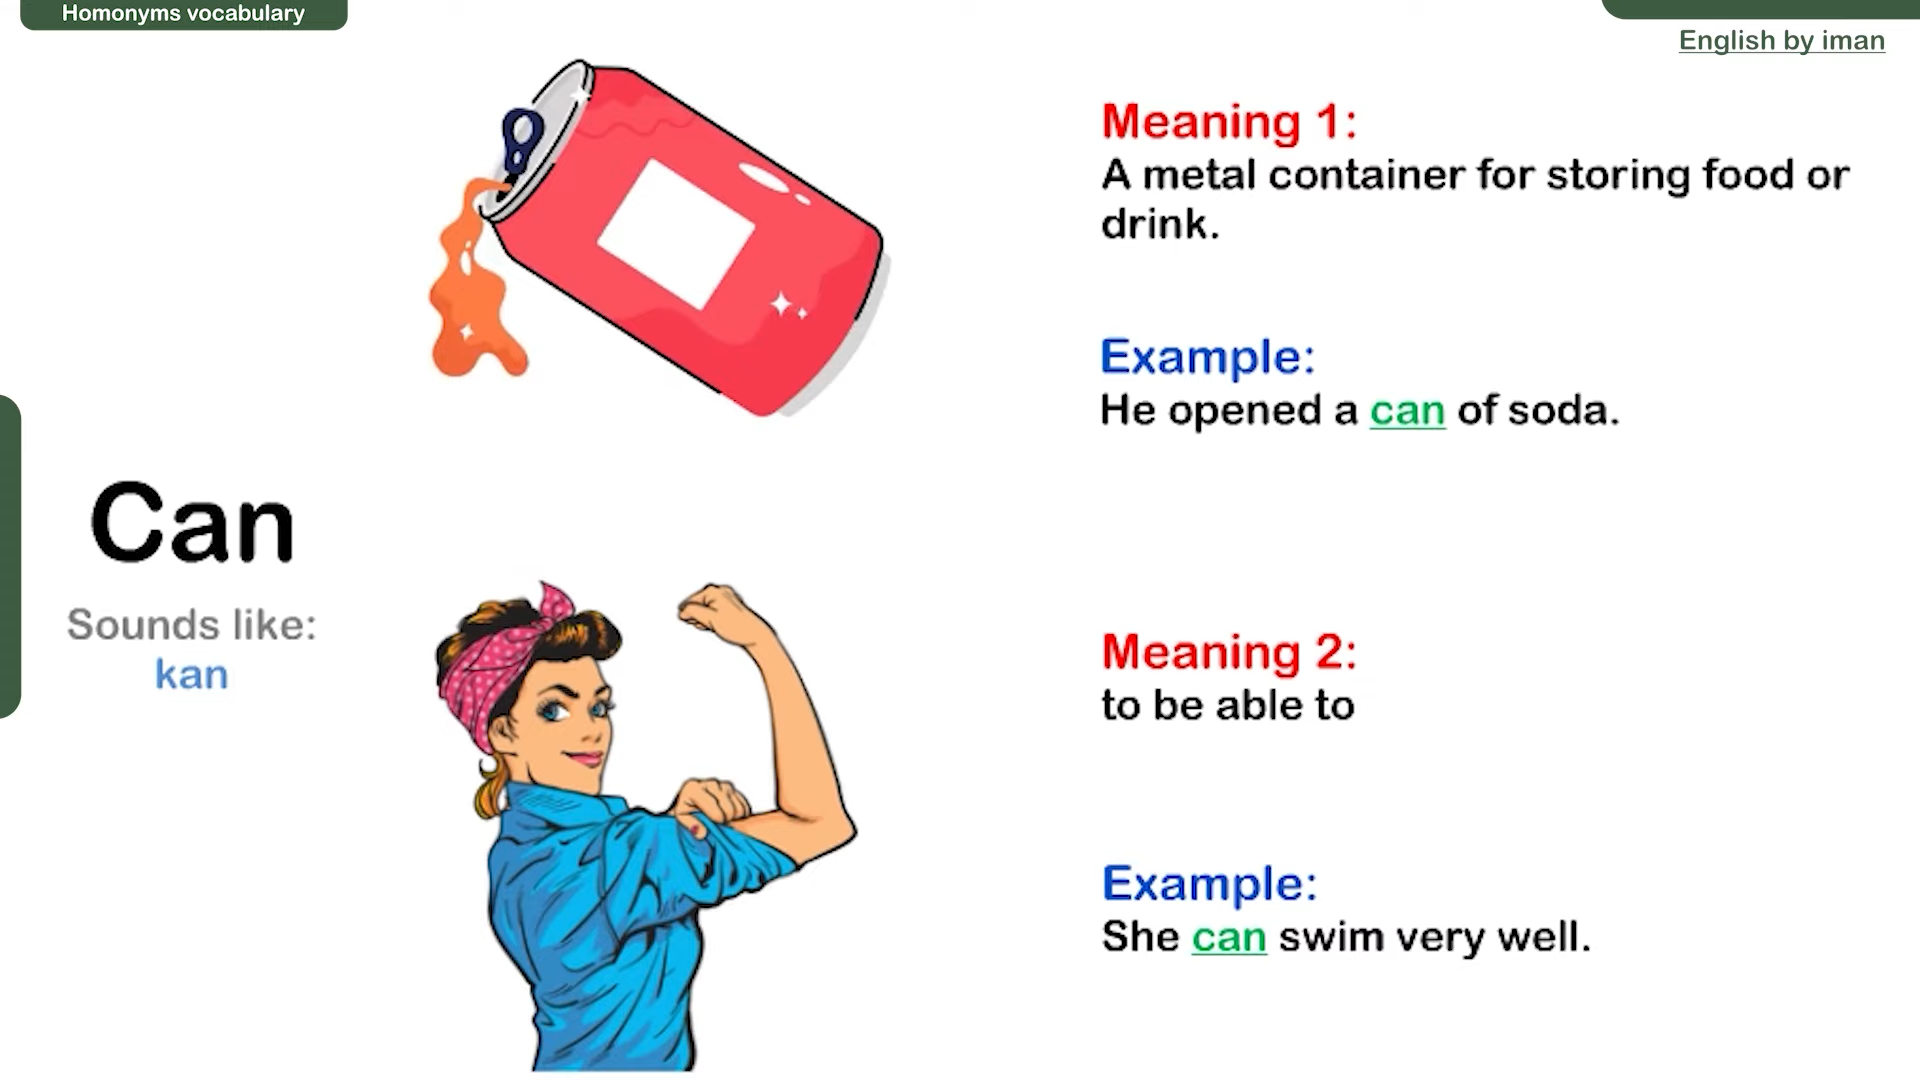 Homonyms vocabulary
English by iman
Can
Sounds like:
kan
Meaning 1:
A metal container for storing food or
drink.
Example:
He opened a can of soda.
Meaning 2:
to be able to
Example:
She can swim very well.